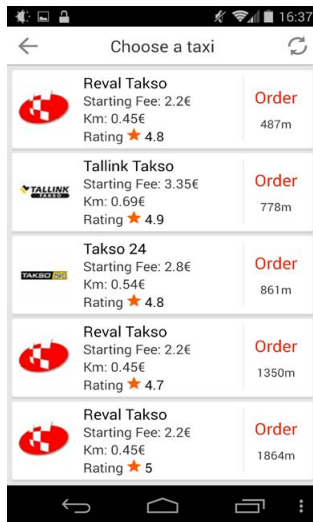 16:37
Choose a taxi
Reval Takso
Starting Fee: 2.2€
Km: 0.45€
Rating ★ 4.8
Order
487m
TALLINK
TAKSO
Tallink Takso
Starting Fee: 3.35€
Km: 0.69€
Rating ★ 4.9
Order
778m
TAKSO 24
Takso 24
Starting Fee: 2.8€
Km: 0.54€
Rating ★ 4.8
Order
861m
Reval Takso
Starting Fee: 2.2€
Km: 0.45€
Rating ★ 4.7
Order
1350m
Reval Takso
Starting Fee: 2.2€
Km: 0.45€
Rating ★ 5
Order
1864m